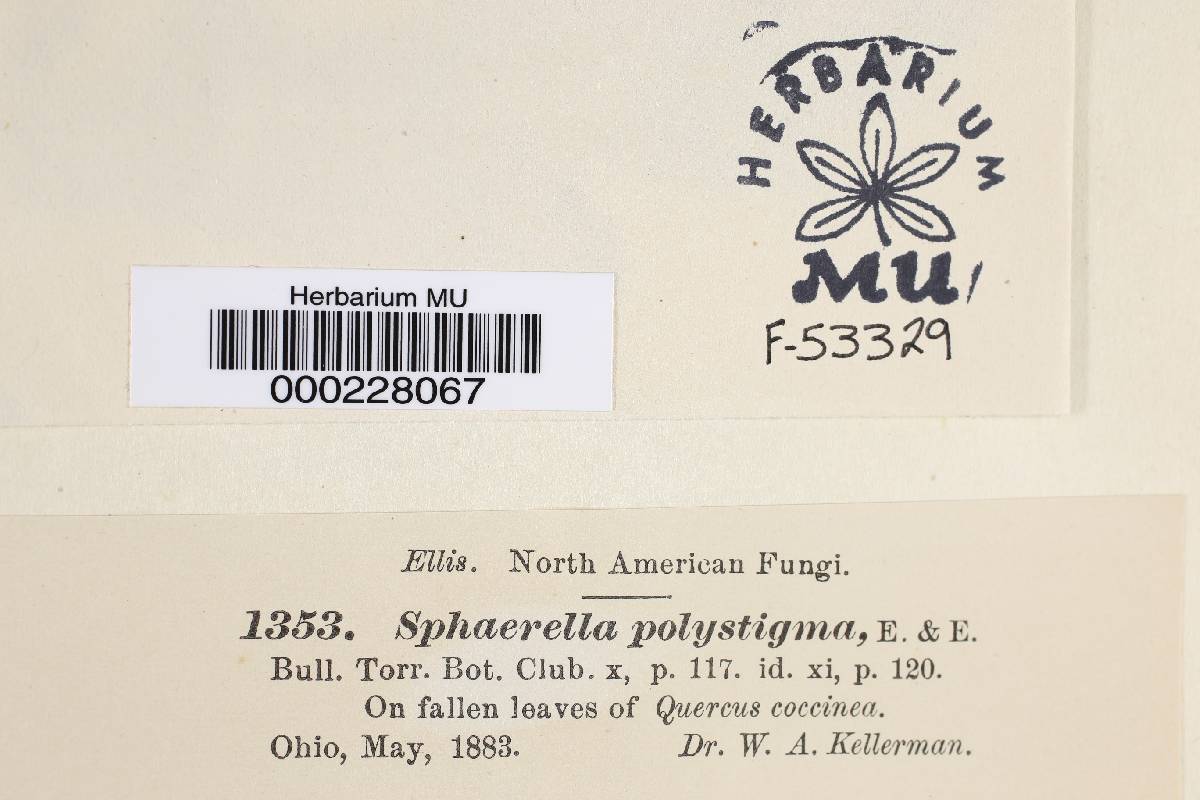 HERBARIUM
MU
F-53329
Herbarium MU
000228067
Ellis. North American Fungi.
1353. Sphaerella polystigma, E. & E.
Bull. Torr. Bot. Club. x, p. 117. id. xi, p. 120.
On fallen leaves of Quercus coccinea.
Ohio, May, 1883. Dr. W. A. Kellerman.